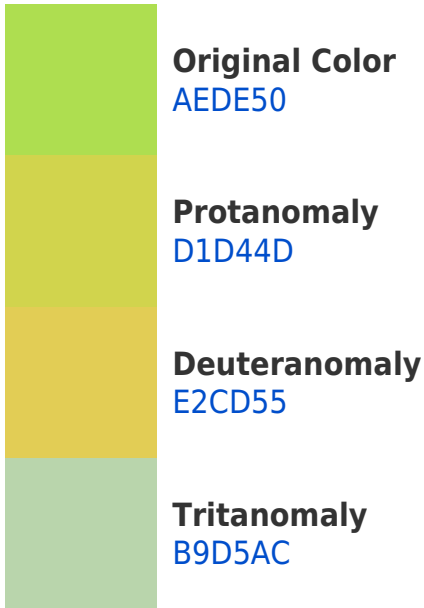 Original Color
AEDE50
Protanomaly
D1D44D
Deuteranomaly
E2CD55
Tritanomaly
B9D5AC